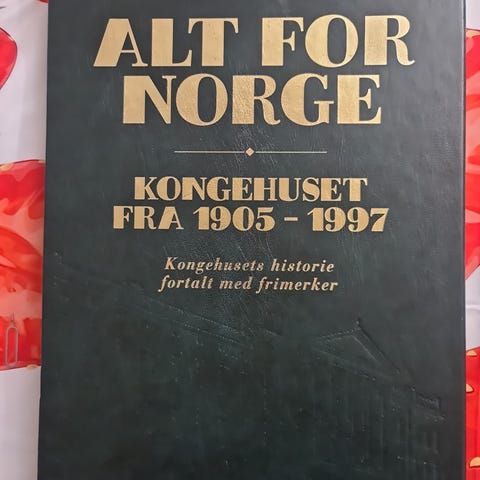 ALT FOR
NORGE
KONGEHUSET
FRA 1905 – 1997
Kongehusets historie
fortalt med frimerker